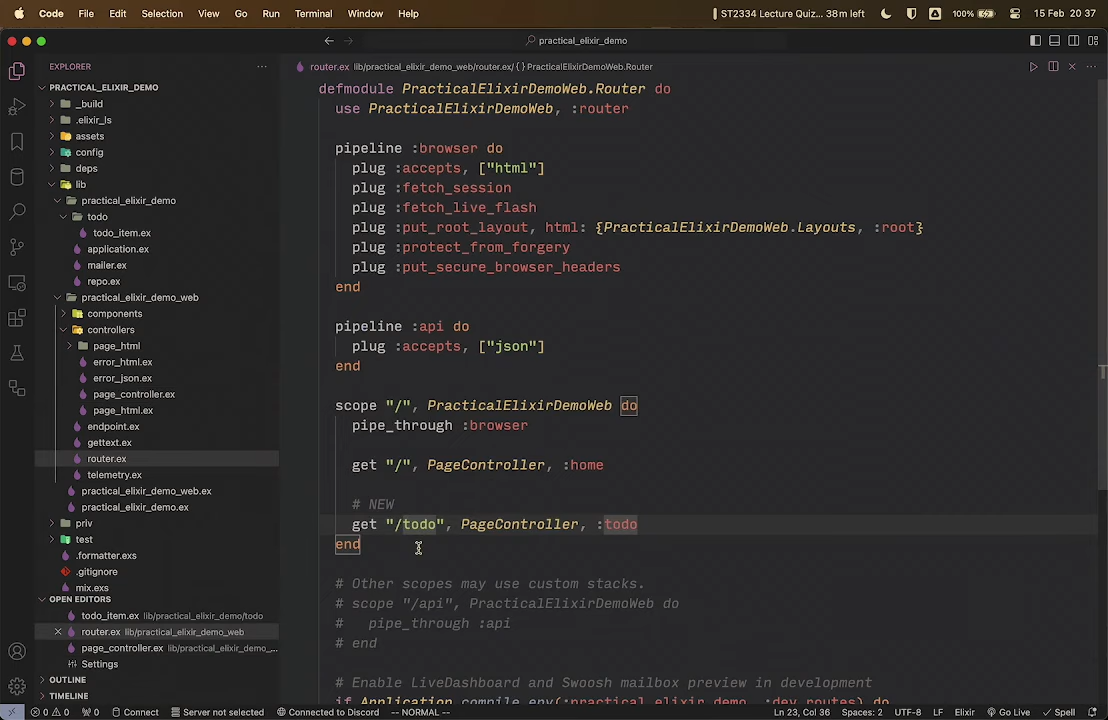 Code File Edit Selection View Go Run Terminal Window Help
ST2334 Lecture Quiz... 38m left 100% 15 Feb 20 37
practical_elixir_demo
EXPLORER
PRACTICAL_ELIXIR_DEMO
_build
.elixir_ls
assets
config
deps
lib
practical_elixir_demo
todo
todo_item.ex
application.ex
mailer.ex
repo.ex
practical_elixir_demo_web
components
controllers
page_html
error_html.ex
error_json.ex
page_controller.ex
page_html.ex
endpoint.ex
gettext.ex
router.ex
telemetry.ex
practical_elixir_demo_web.ex
practical_elixir_demo.ex
priv
test
.formatter.exs
.gitignore
mix.exs
OPEN EDITORS
todo_item.ex lib/practical_elixir_demo/todo
router.ex lib/practical_elixir_demo_web
page_controller.ex lib/practical_elixir_demo_...
Settings
OUTLINE
TIMELINE
router.ex lib/practical_elixir_demo_web/router.ex/{ } PracticalElixirDemoWeb.Router
defmodule PracticalElixirDemoWeb.Router do
use PracticalElixirDemoWeb, :router
pipeline :browser do
plug :accepts, ["html"]
plug :fetch_session
plug :fetch_live_flash
plug :put_root_layout, html: {PracticalElixirDemoWeb.Layouts, :root}
plug :protect_from_forgery
plug :put_secure_browser_headers
end
pipeline :api do
plug :accepts, ["json"]
end
scope "/", PracticalElixirDemoWeb do
pipe_through :browser
get "/", PageController, :home
# NEW
get "/todo", PageController, :todo
end
# Other scopes may use custom stacks.
# scope "/api", PracticalElixirDemoWeb do
#   pipe_through :api
# end
# Enable LiveDashboard and Swoosh mailbox preview in development
if Application.compile_env(:practical_elixir_demo, :dev_routes) do
0 0 0 Connect Server not selected Connected to Discord -- NORMAL -- Ln 23, Col 36 Spaces: 2 UTF-8 LF Elixir Go Live Spell